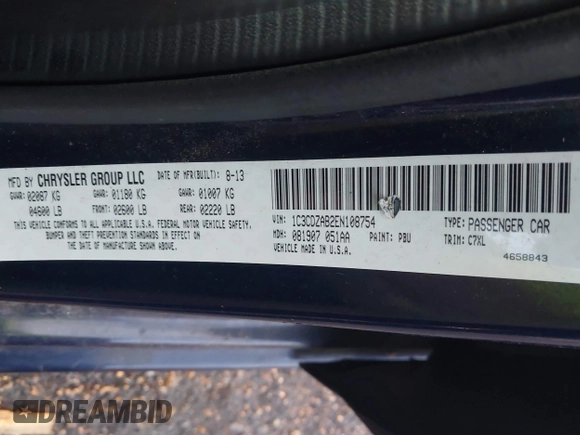 MFD BY CHRYSLER GROUP LLC DATE OF MFR(BUILT): 8-13
GVWR: 02087 KG GAWR: 01180 KG GAWR: 01007 KG
04600 LB FRONT: 02600 LB REAR: 02220 LB
THIS VEHICLE CONFORMS TO ALL APPLICABLE U.S.A. FEDERAL MOTOR VEHICLE SAFETY,
BUMPER AND THEFT PREVENTION STANDARDS IN EFFECT ON
THE DATE OF MANUFACTURE SHOWN ABOVE.
VIN: 1C3CDZAB2EN108754 TYPE: PASSENGER CAR
MDH: 081907 051AA PAINT: PBU TRIM: C7XL
VEHICLE MADE IN U.S.A.
4658843
DREAMBID